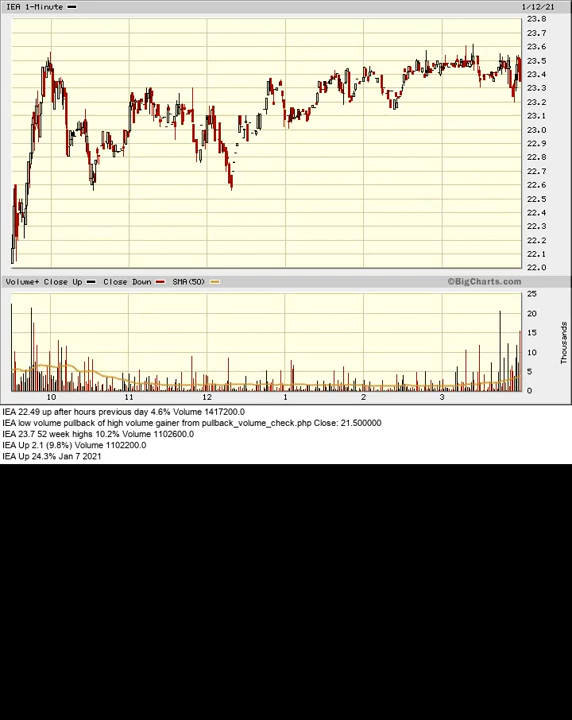 IEA 1-Minute 1/12/21
23.8
23.7
23.6
23.5
23.4
23.3
23.2
23.1
23.0
22.9
22.8
22.7
22.6
22.5
22.4
22.3
22.2
22.1
22.0
Volume+ Close Up Close Down SMA(50) ©BigCharts.com
25
20
15
10
5
0
Thousands
10 11 12 1 2 3
IEA 22.49 up after hours previous day 4.6% Volume 1417200.0
IEA low volume pullback of high volume gainer from pullback_volume_check.php Close: 21.500000
IEA 23.7 52 week highs 10.2% Volume 1102600.0
IEA Up 2.1 (9.8%) Volume 1102200.0
IEA Up 24.3% Jan 7 2021